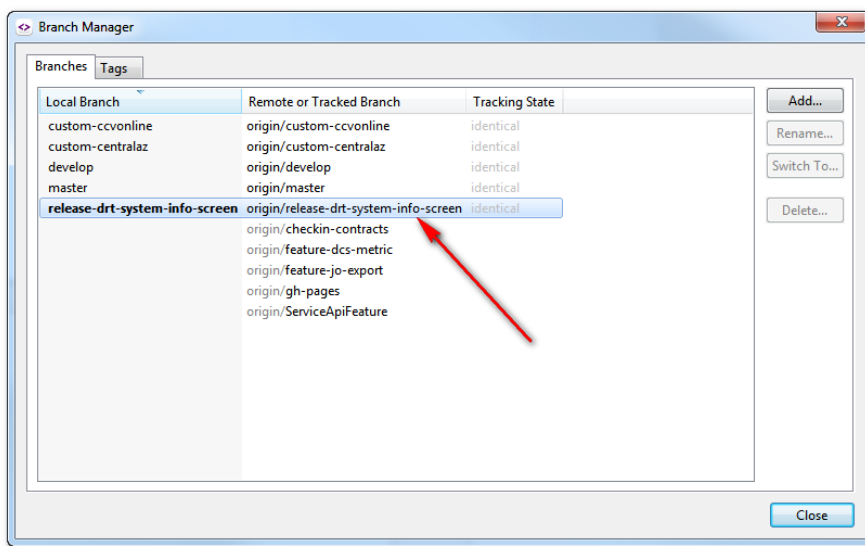 Branch Manager
Branches Tags
Local Branch Remote or Tracked Branch Tracking State
custom-ccvonline origin/custom-ccvonline identical
custom-centralaz origin/custom-centralaz identical
develop origin/develop identical
master origin/master identical
release-drt-system-info-screen origin/release-drt-system-info-screen identical
origin/checkin-contracts
origin/feature-dcs-metric
origin/feature-jo-export
origin/gh-pages
origin/ServiceApiFeature
Add...
Rename...
Switch To...
Delete...
Close